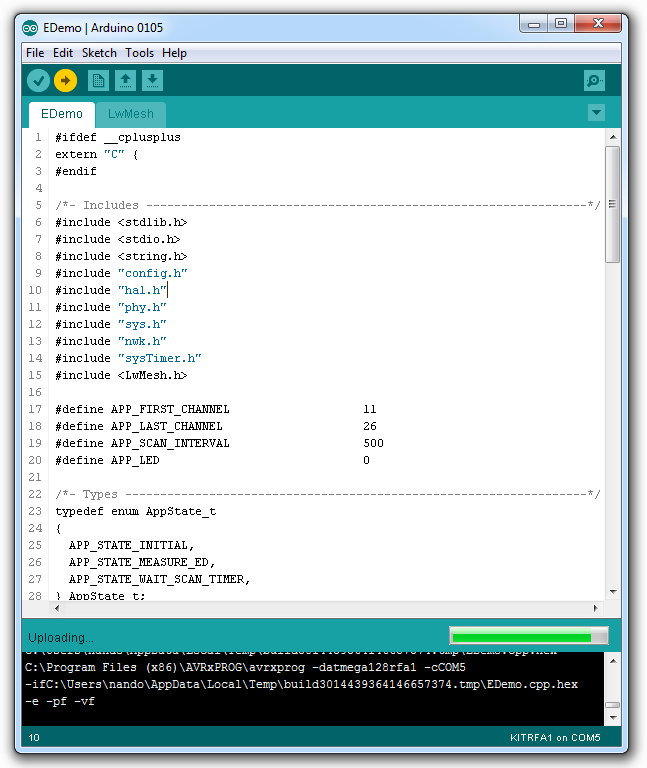 EDemo | Arduino 0105
File Edit Sketch Tools Help
EDemo LwMesh
1 #ifdef __cplusplus
2 extern "C" {
3 #endif
4
5 /*- Includes ---------------------------------------------------------------*/
6 #include <stdlib.h>
7 #include <stdio.h>
8 #include <string.h>
9 #include "config.h"
10 #include "hal.h"
11 #include "phy.h"
12 #include "sys.h"
13 #include "nwk.h"
14 #include "sysTimer.h"
15 #include <LwMesh.h>
16
17 #define APP_FIRST_CHANNEL 11
18 #define APP_LAST_CHANNEL 26
19 #define APP_SCAN_INTERVAL 500
20 #define APP_LED 0
21
22 /*- Types ------------------------------------------------------------------*/
23 typedef enum AppState_t
24 {
25 APP_STATE_INITIAL,
26 APP_STATE_MEASURE_ED,
27 APP_STATE_WAIT_SCAN_TIMER,
28 } AppState_t;
Uploading...
C:\Program Files (x86)\AVRxPROG\avrxprog -datmega128rfa1 -cCOM5
-ifC:\Users\nando\AppData\Local\Temp\build3014439364146657374.tmp\EDemo.cpp.hex
-e -pf -vf
10 KITRFA1 on COM5